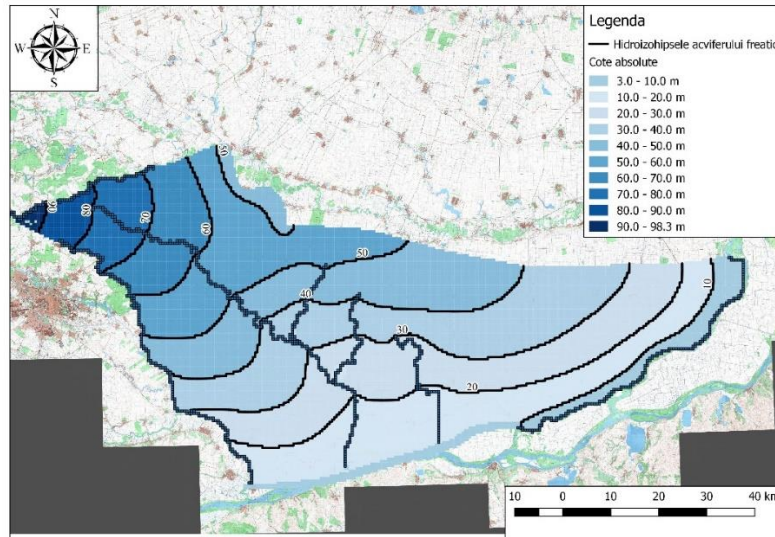 N
W E
S
Legenda
Hidroizohipsele acviferului freatic
Cote absolute
3.0 - 10.0 m
10.0 - 20.0 m
20.0 - 30.0 m
30.0 - 40.0 m
40.0 - 50.0 m
50.0 - 60.0 m
60.0 - 70.0 m
70.0 - 80.0 m
80.0 - 90.0 m
90.0 - 98.3 m
50
90
80
70
60
50
40
30
20
10
10 0 10 20 30 40 km